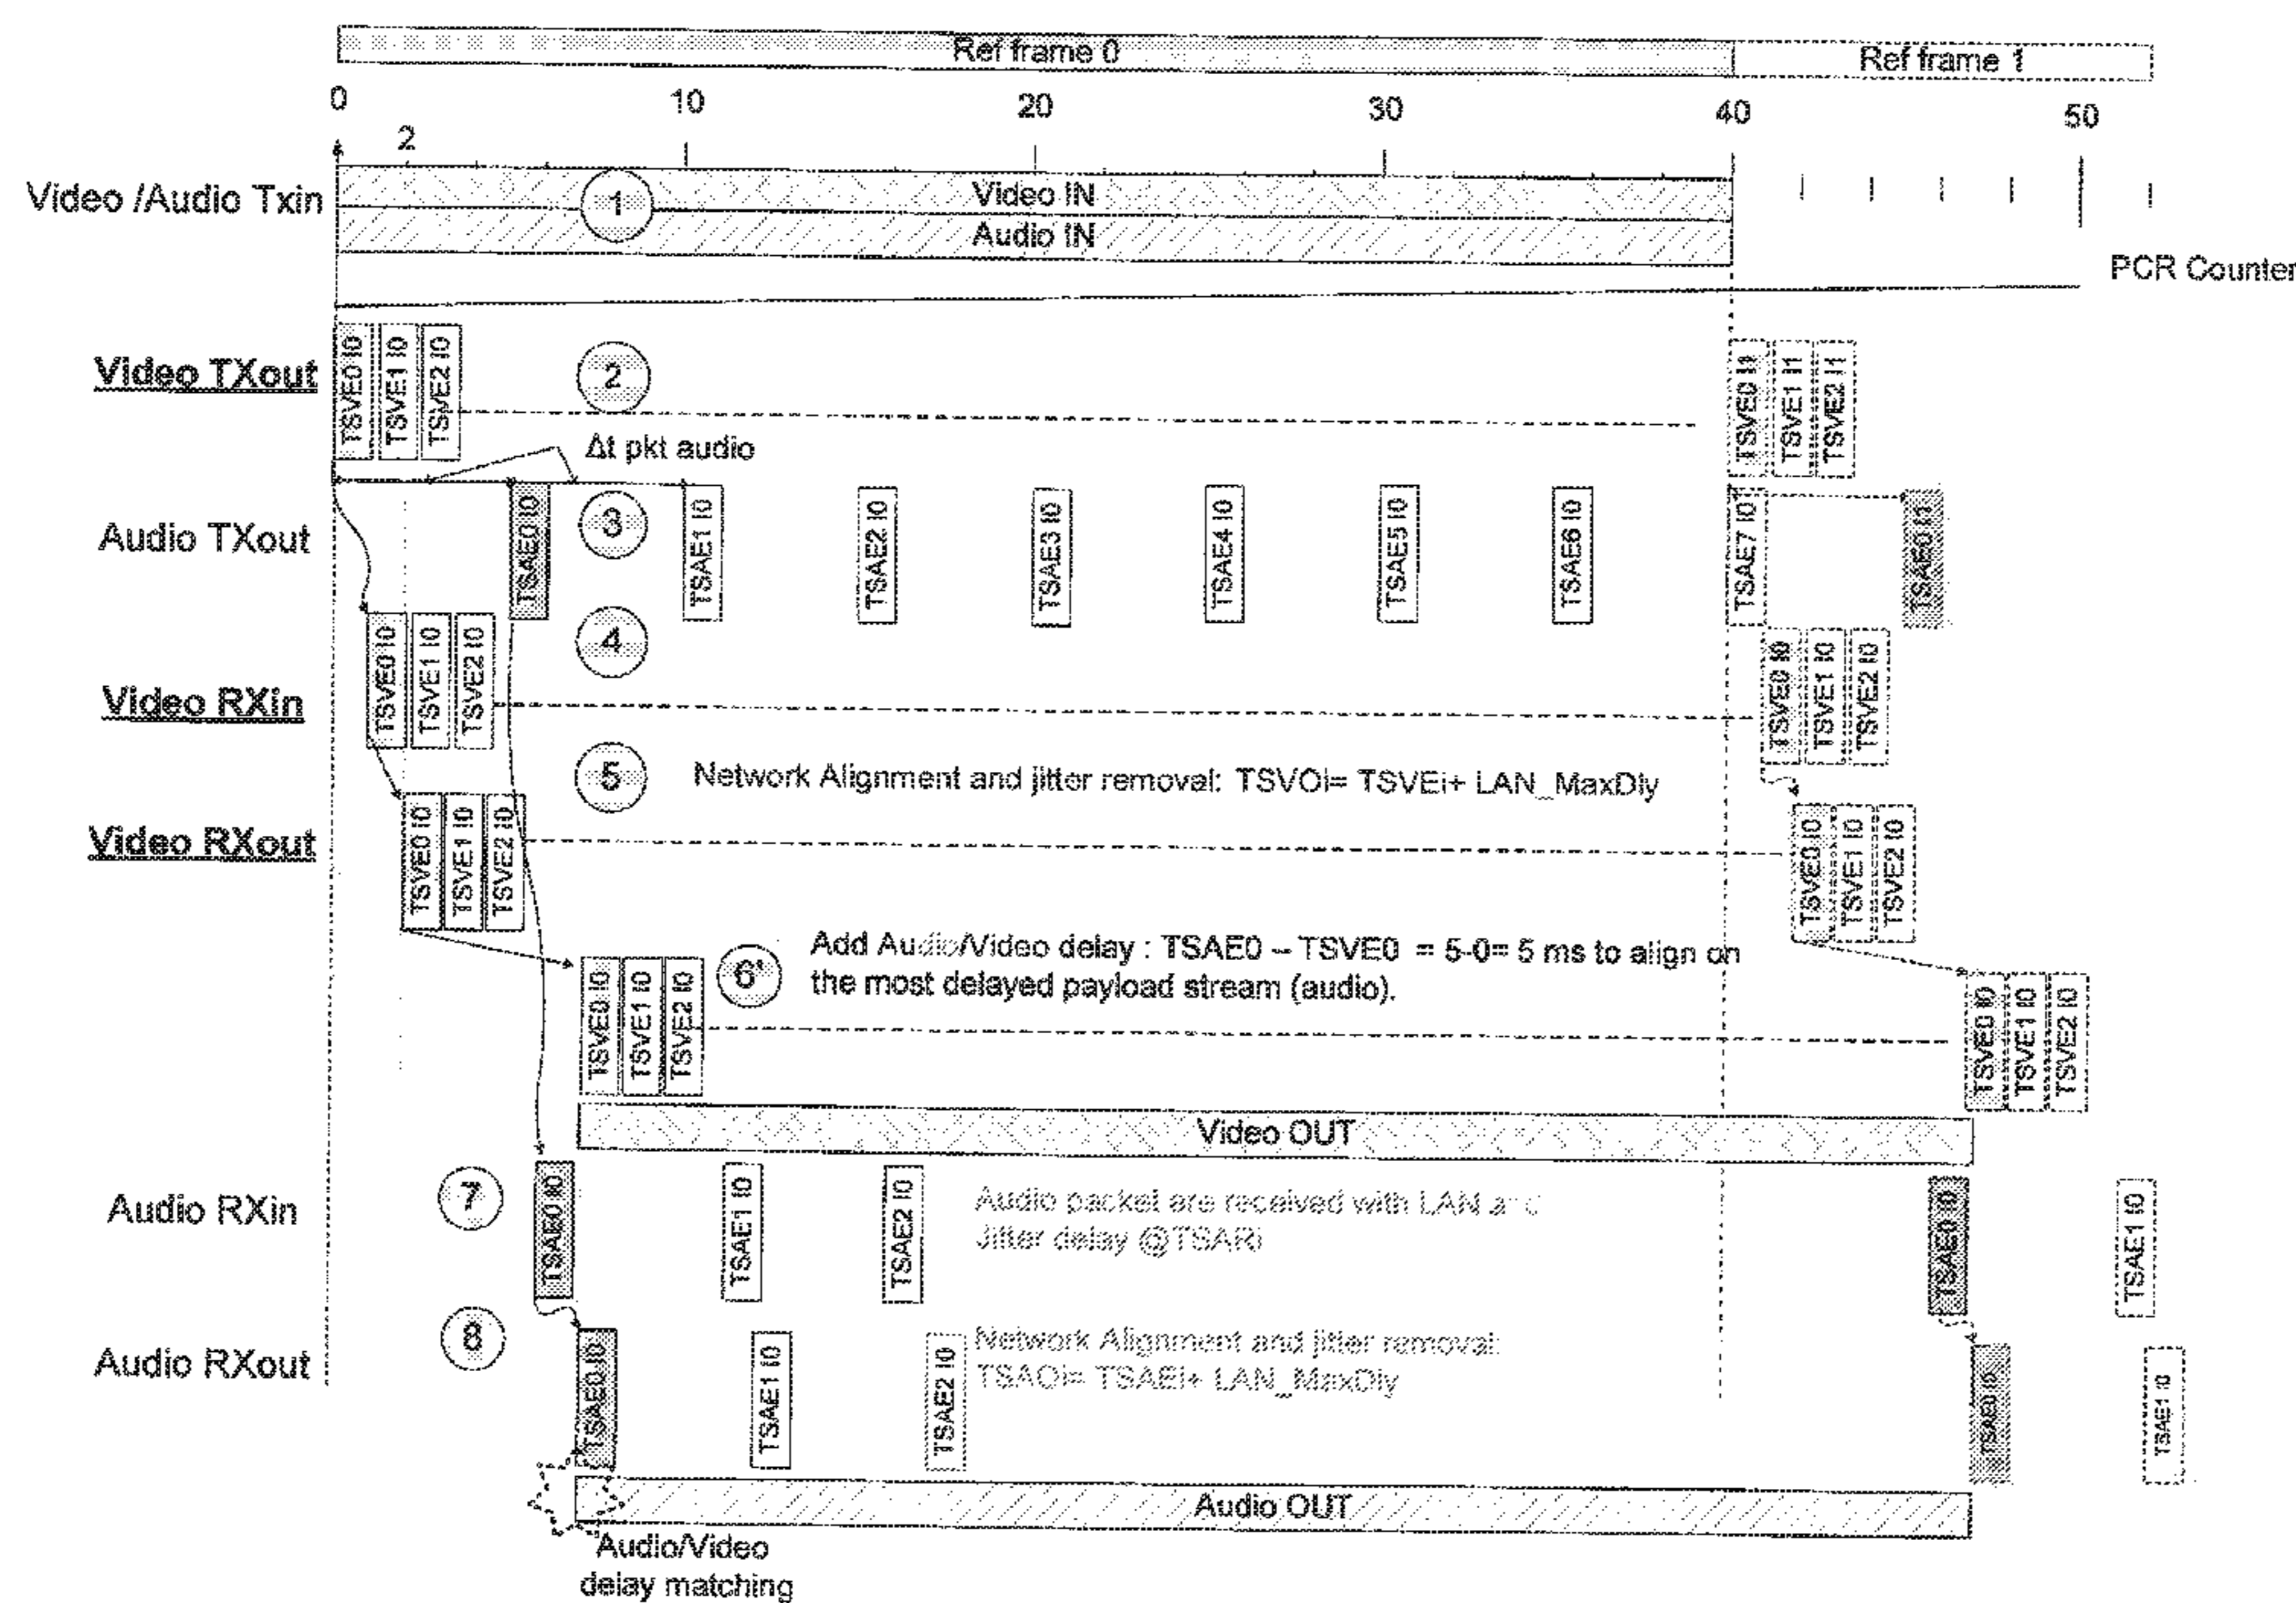 Ref frame 0
Ref frame 1
0
10
20
30
40
50
2
Video /Audio Txin
1
Video IN
Audio IN
PCR Counter
Video TXout
TSVE0 I0
TSVE1 I0
TSVE2 I0
2
TSVE0 I1
TSVE1 I1
TSVE2 I1
Δt pkt audio
Audio TXout
TSAE0 I0
3
TSAE1 I0
TSAE2 I0
TSAE3 I0
TSAE4 I0
TSAE5 I0
TSAE6 I0
TSAE7 I0
TSAE0 I1
4
Video RXin
TSVE0 I0
TSVE1 I0
TSVE2 I0
TSVE0 I0
TSVE1 I0
TSVE2 I0
5
Network Alignment and jitter removal: TSVOi= TSVEi+ LAN_MaxDly
Video RXout
TSVE0 I0
TSVE1 I0
TSVE2 I0
TSVE0 I0
TSVE1 I0
TSVE2 I0
6'
Add Audio/Video delay : TSAE0 – TSVE0 = 5-0= 5 ms to align on
the most delayed payload stream (audio).
TSVE0 I0
TSVE1 I0
TSVE2 I0
TSVE0 I0
TSVE1 I0
TSVE2 I0
Video OUT
Audio RXin
7
TSAE0 I0
TSAE1 I0
TSAE2 I0
Audio packet are received with LAN and
Jitter delay @TSARi
TSAE0 I0
TSAE1 I0
Audio RXout
8
TSAE0 I0
TSAE1 I0
TSAE2 I0
Network Alignment and jitter removal:
TSAOi= TSAEi+ LAN_MaxDly
TSAE0 I0
TSAE1 I0
Audio OUT
Audio/Video
delay matching